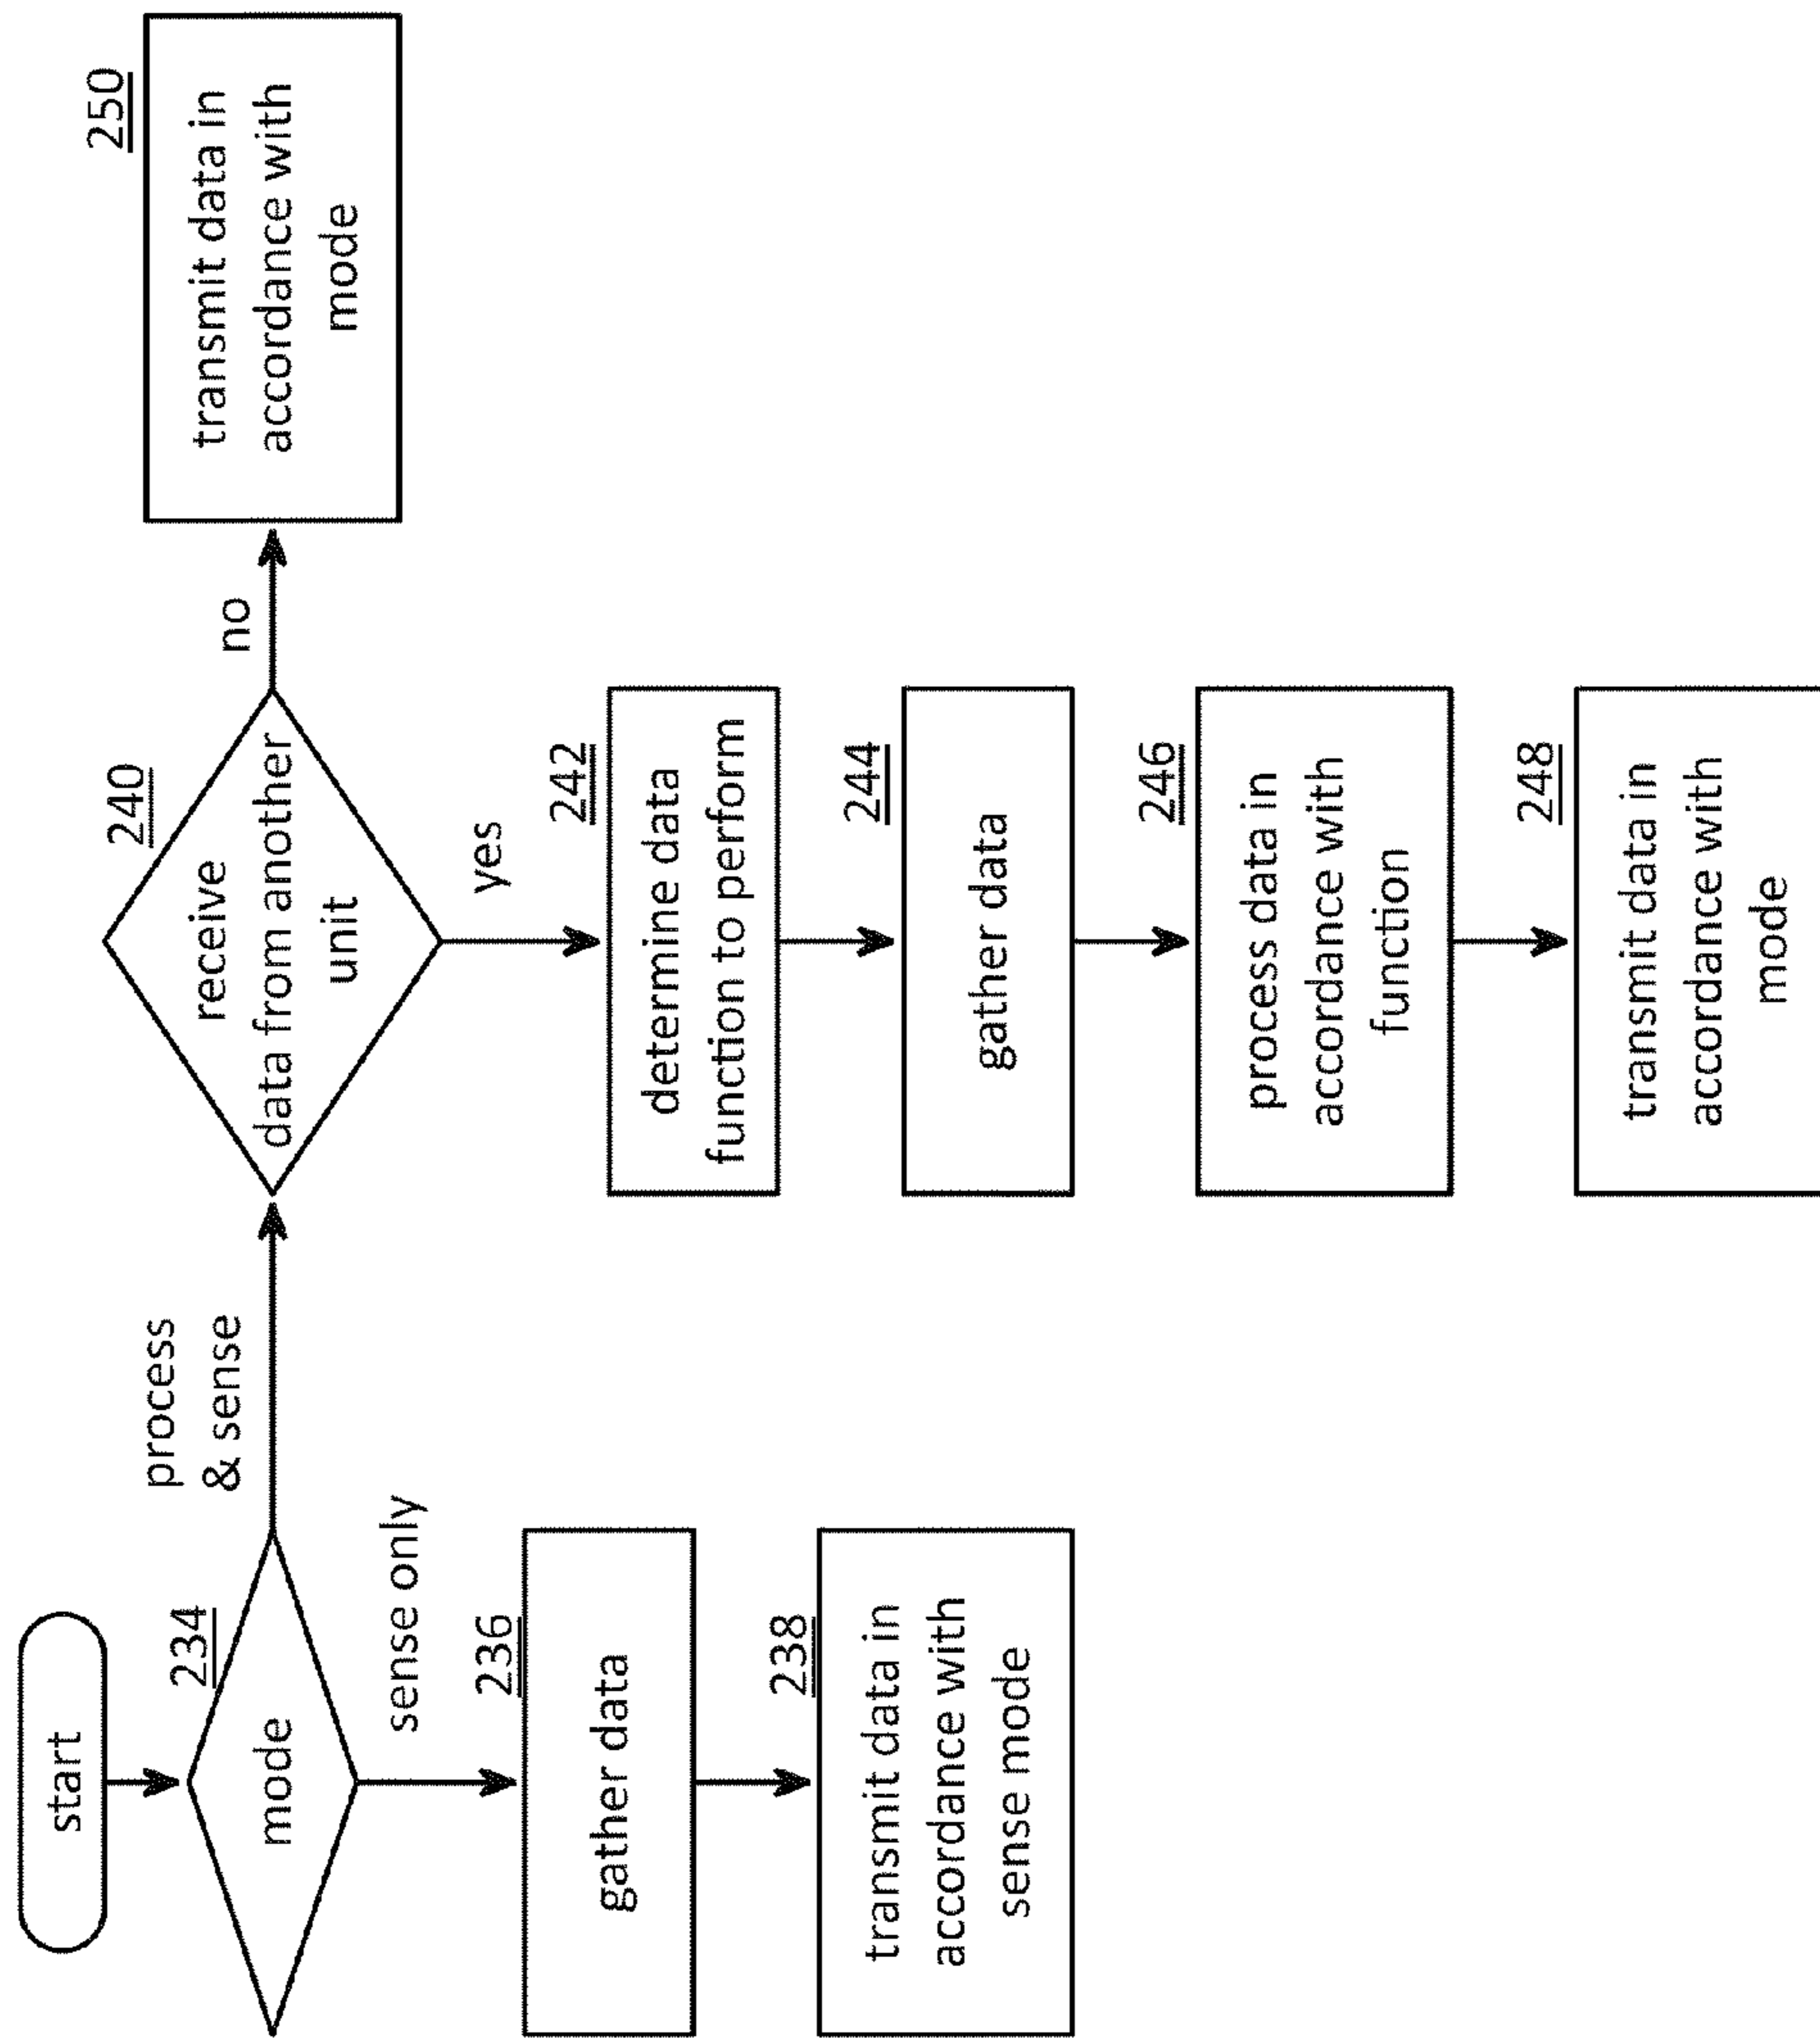 start
234
mode
process
& sense
sense only
236
gather data
238
transmit data in
accordance with
sense mode
240
receive
data from another
unit
no
yes
242
determine data
function to perform
244
gather data
246
process data in
accordance with
function
248
transmit data in
accordance with
mode
250
transmit data in
accordance with
mode